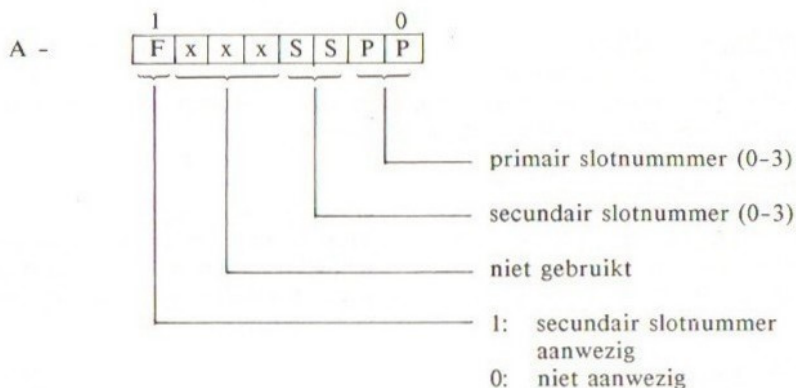 1 0
A - F x x x S S P P
primair slotnummmer (0-3)
secundair slotnummer (0-3)
niet gebruikt
1: secundair slotnummer
aanwezig
0: niet aanwezig